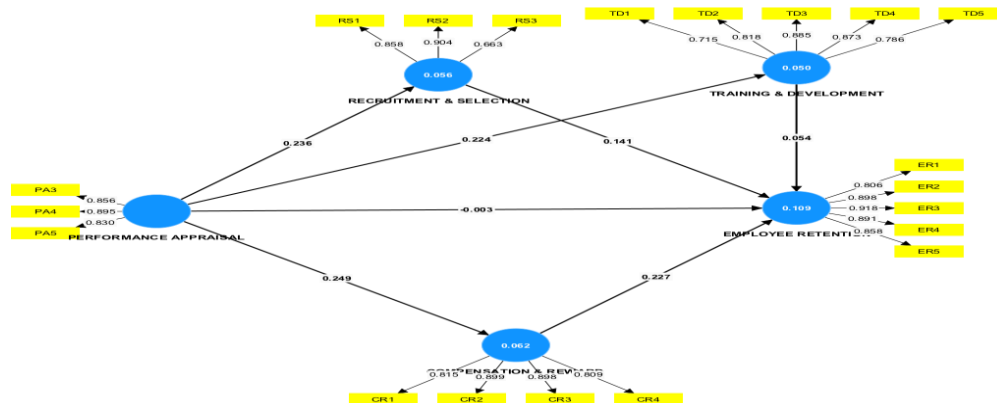 RS1 RS2 RS3 TD1 TD2 TD3 TD4 TD5
0.858 0.904 0.663 0.715 0.818 0.885 0.873 0.786
0.056 0.050
RECRUITMENT & SELECTION TRAINING & DEVELOPMENT
0.236 0.224 0.141 0.054
PA3 0.856
PA4 0.895
PA5 0.830
PERFORMANCE APPRAISAL
-0.003
0.109
EMPLOYEE RETENTION
0.806 ER1
0.898 ER2
0.918 ER3
0.891 ER4
0.858 ER5
0.249 0.227
0.062
COMPENSATION & REWARD
0.815 0.899 0.898 0.809
CR1 CR2 CR3 CR4